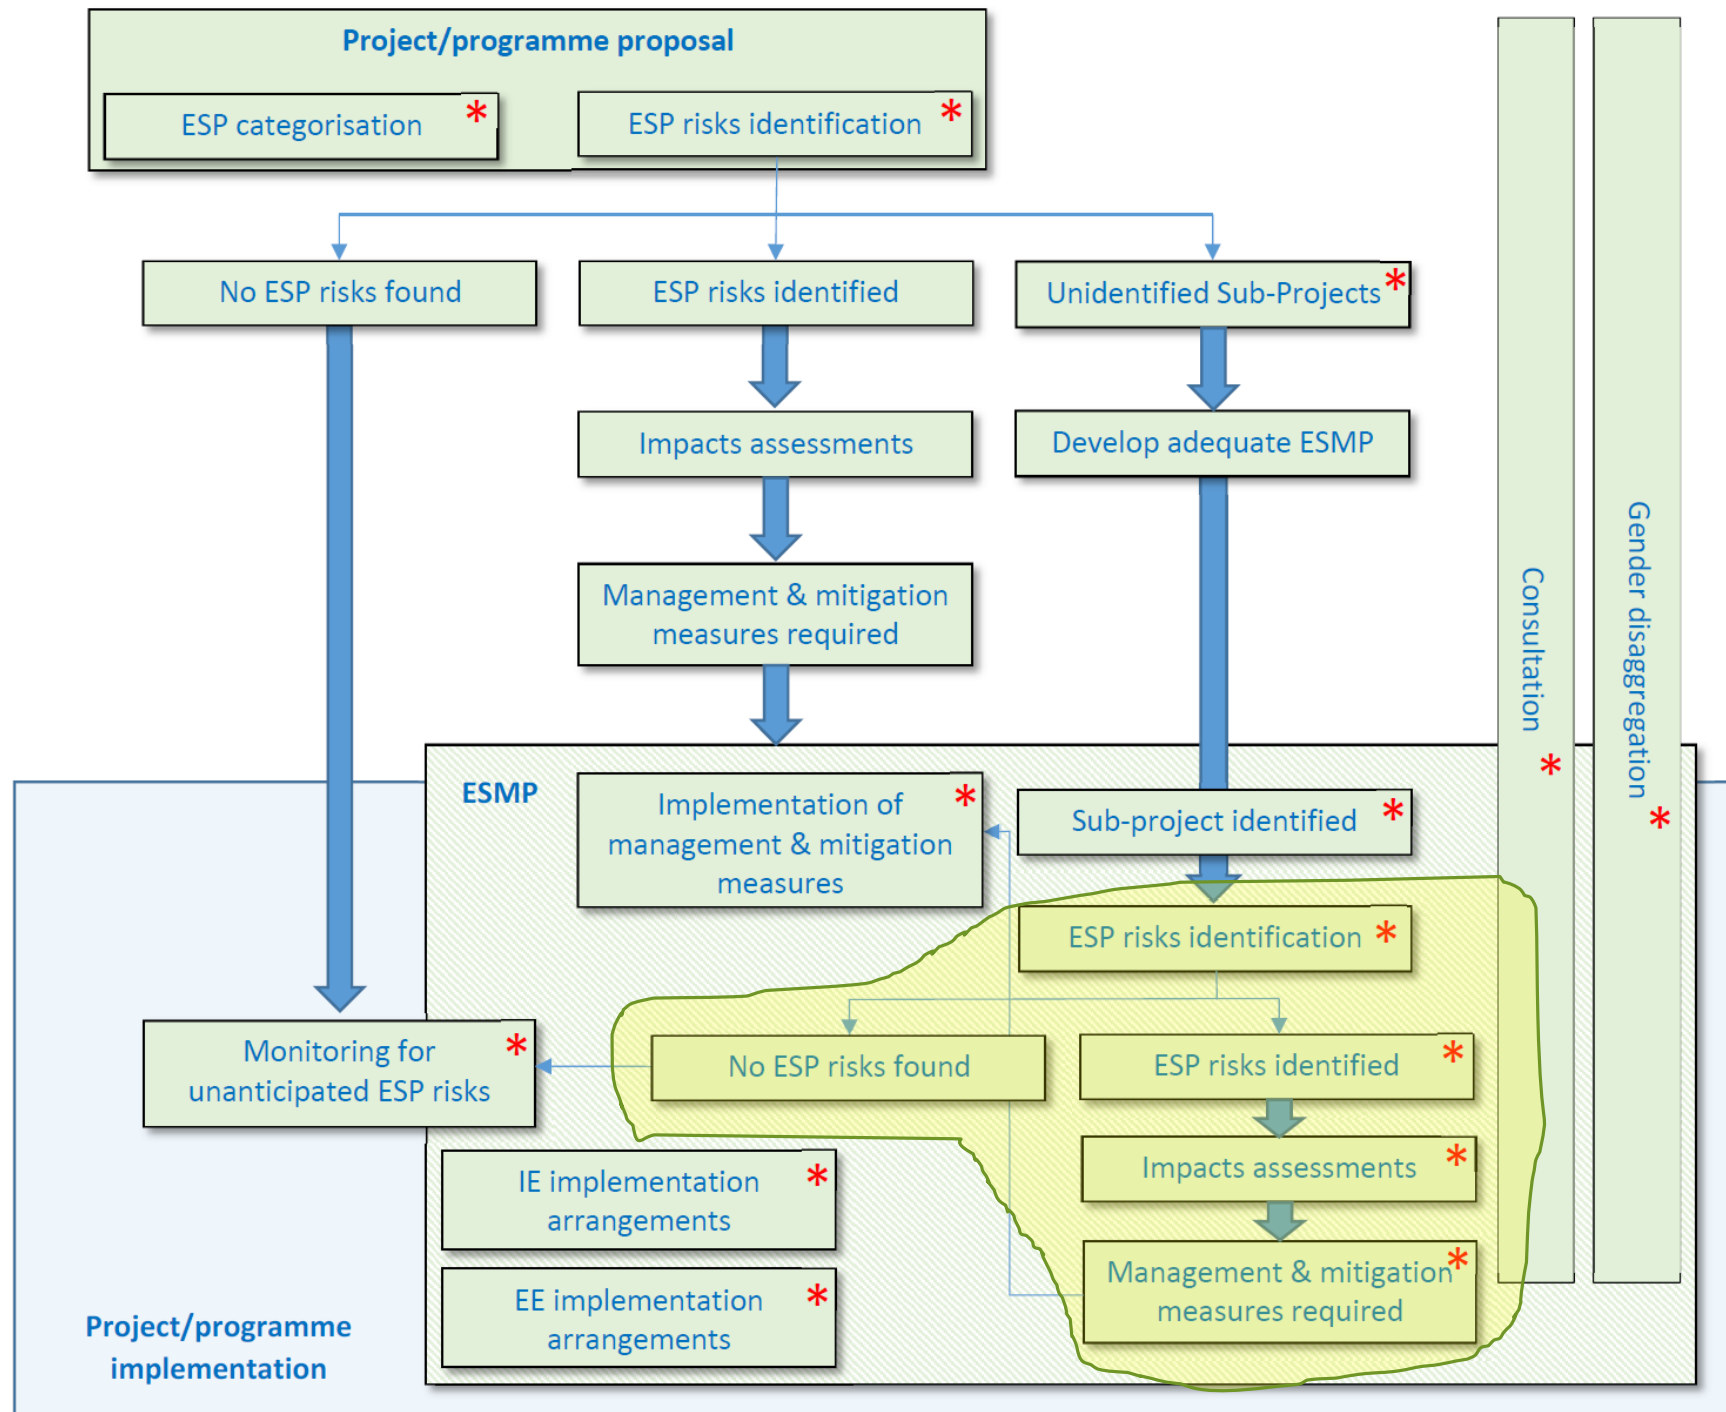 Project/programme proposal
ESP categorisation *
ESP risks identification *
No ESP risks found
ESP risks identified
Unidentified Sub-Projects *
Impacts assessments
Develop adequate ESMP
Management & mitigation
measures required
Consultation *
Gender disaggregation *
ESMP
Implementation of *
management & mitigation
measures
Sub-project identified *
ESP risks identification *
Monitoring for *
unanticipated ESP risks
No ESP risks found
ESP risks identified *
Impacts assessments *
IE implementation *
arrangements
Management & mitigation *
measures required
EE implementation *
arrangements
Project/programme
implementation